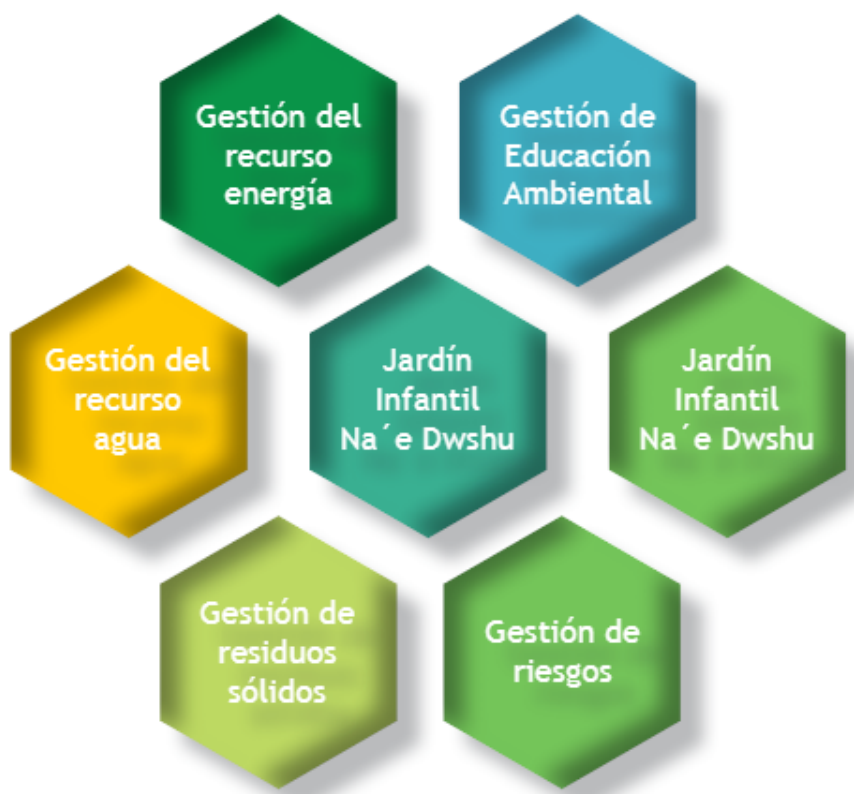 Gestión del
recurso
energía
Gestión de
Educación
Ambiental
Gestión del
recurso
agua
Jardín
Infantil
Na´e Dwshu
Jardín
Infantil
Na´e Dwshu
Gestión de
residuos
sólidos
Gestión de
riesgos